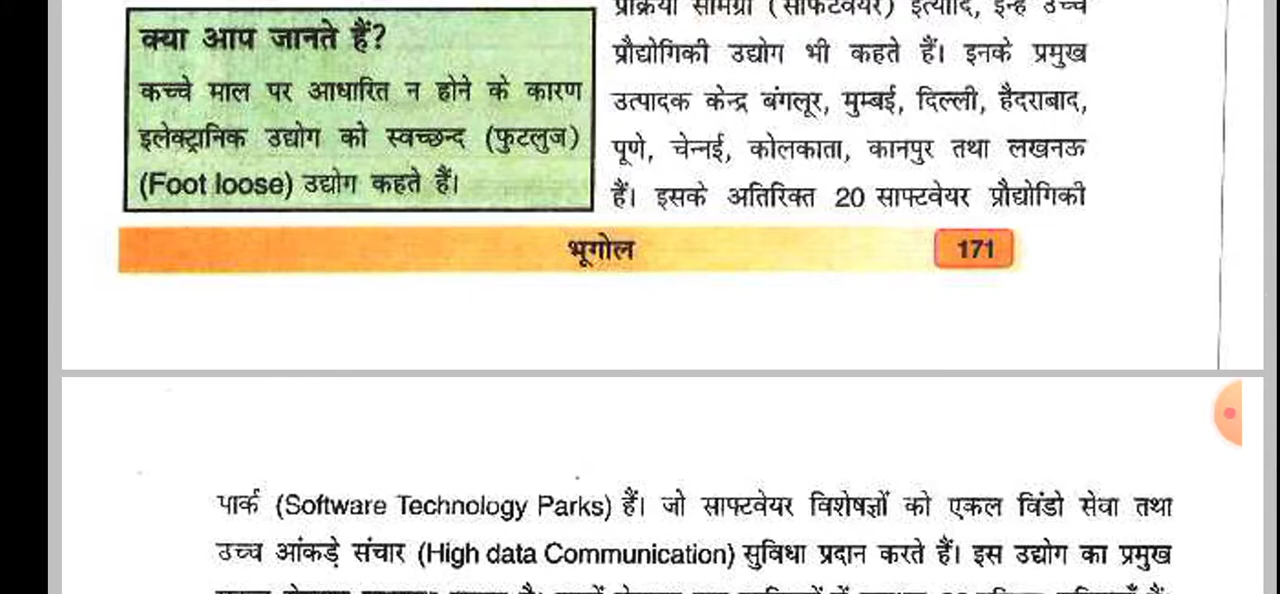 क्या आप जानते हैं?
कच्चे माल पर आधारित न होने के कारण
इलेक्ट्रानिक उद्योग को स्वच्छन्द (फुटलुज)
(Foot loose) उद्योग कहते हैं।
प्रक्रिया सामग्री (साफ्टवेयर) इत्यादि, इन्हें उच्च
प्रौद्योगिकी उद्योग भी कहते हैं। इनके प्रमुख
उत्पादक केन्द्र बंगलूर, मुम्बई, दिल्ली, हैदराबाद,
पूणे, चेन्नई, कोलकाता, कानपुर तथा लखनऊ
हैं। इसके अतिरिक्त 20 साफ्टवेयर प्रौद्योगिकी
भूगोल
171
पार्क (Software Technology Parks) हैं। जो साफ्टवेयर विशेषज्ञों को एकल विंडो सेवा तथा
उच्च आंकड़े संचार (High data Communication) सुविधा प्रदान करते हैं। इस उद्योग का प्रमुख